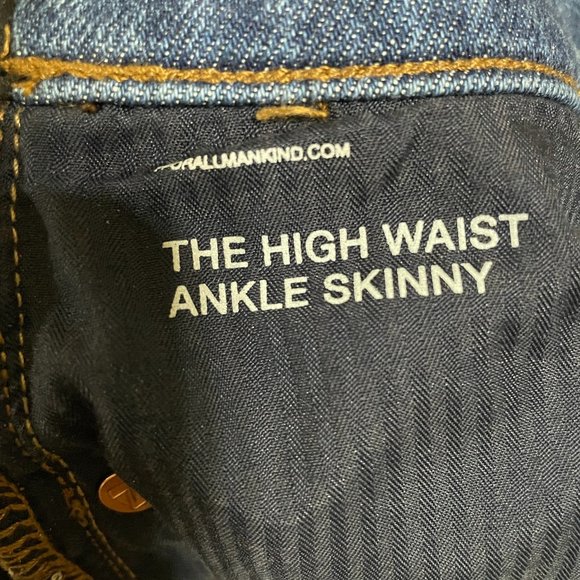 ORALLMANKIND.COM
THE HIGH WAIST
ANKLE SKINNY